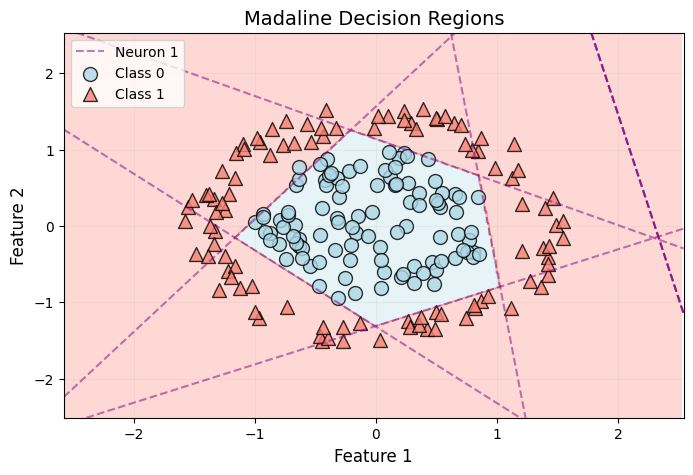 Madaline Decision Regions
Neuron 1
Class 0
Class 1
Feature 2
2
1
0
−1
−2
−2
−1
0
1
2
Feature 1